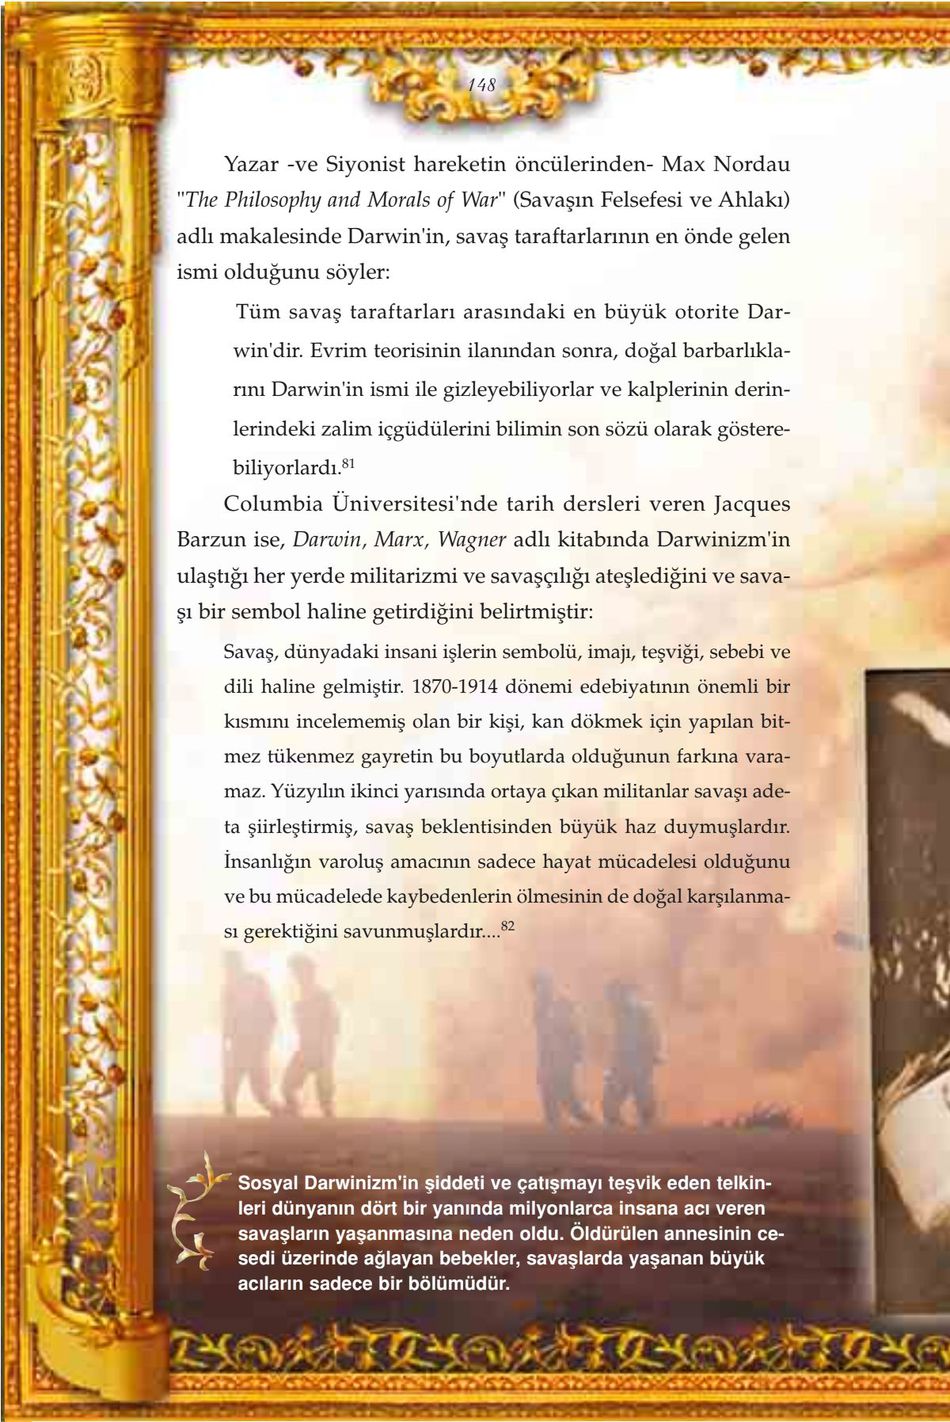 148
Yazar -ve Siyonist hareketin öncülerinden- Max Nordau
"The Philosophy and Morals of War" (Savaşın Felsefesi ve Ahlakı)
adlı makalesinde Darwin'in, savaş taraftarlarının en önde gelen
ismi olduğunu söyler:
Tüm savaş taraftarları arasındaki en büyük otorite Dar-
win'dir. Evrim teorisinin ilanından sonra, doğal barbarlıkla-
rını Darwin'in ismi ile gizleyebiliyorlar ve kalplerinin derin-
lerindeki zalim içgüdülerini bilimin son sözü olarak göstere-
biliyorlardı.81
Columbia Üniversitesi'nde tarih dersleri veren Jacques
Barzun ise, Darwin, Marx, Wagner adlı kitabında Darwinizm'in
ulaştığı her yerde militarizmi ve savaşçılığı ateşlediğini ve sava-
şı bir sembol haline getirdiğini belirtmiştir:
Savaş, dünyadaki insani işlerin sembolü, imajı, teşviği, sebebi ve
dili haline gelmiştir. 1870-1914 dönemi edebiyatının önemli bir
kısmını incelememiş olan bir kişi, kan dökmek için yapılan bit-
mez tükenmez gayretin bu boyutlarda olduğunun farkına vara-
maz. Yüzyılın ikinci yarısında ortaya çıkan militanlar savaşı ade-
ta şiirleştirmiş, savaş beklentisinden büyük haz duymuşlardır.
İnsanlığın varoluş amacının sadece hayat mücadelesi olduğunu
ve bu mücadelede kaybedenlerin ölmesinin de doğal karşılanma-
sı gerektiğini savunmuşlardır....82
Sosyal Darwinizm'in şiddeti ve çatışmayı teşvik eden telkin-
leri dünyanın dört bir yanında milyonlarca insana acı veren
savaşların yaşanmasına neden oldu. Öldürülen annesinin ce-
sedi üzerinde ağlayan bebekler, savaşlarda yaşanan büyük
acıların sadece bir bölümüdür.